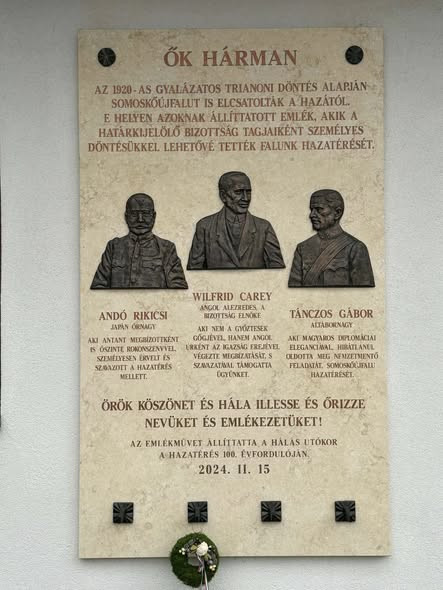 ŐK HÁRMAN
AZ 1920-AS GYALÁZATOS TRIANONI DÖNTÉS ALAPJÁN
SOMOSKŐÚJFALUT IS ELCSATOLTÁK A HAZÁTÓL.
E HELYEN AZOKNAK ÁLLÍTTATOTT EMLÉK, AKIK A
HATÁRKIJELÖLŐ BIZOTTSÁG TAGJAIKÉNT SZEMÉLYES
DÖNTÉSÜKKEL LEHETŐVÉ TETTÉK FALUNK HAZATÉRÉSÉT.
ANDÓ RIKICSI
JAPÁN ŐRNAGY
AKI ANTANT MEGBÍZOTTKÉNT
IS ŐSZINTE ROKONSZENVVEL,
SZEMÉLYESEN ÉRVELT ÉS
SZAVAZOTT A HAZATÉRÉS
MELLETT.
WILFRID CAREY
ANGOL ALEZREDES, A
BIZOTTSÁG ELNÖKE
AKI NEM A GYŐZTESEK
GŐGJÉVEL, HANEM ANGOL
ÚRKÉNT AZ IGAZSÁG EREJÉVEL
VÉGEZTE MEGBÍZATÁSÁT, S
SZAVAZATÁVAL TÁMOGATTA
ÜGYÜNKET.
TÁNCZOS GÁBOR
ALTÁBORNAGY
AKI MAGYAROS DIPLOMÁCIAI
ELEGANCIÁVAL, HIBÁTLANUL
OLDOTTA MEG NEMZETMENTŐ
FELADATÁT, SOMOSKŐÚJFALU
HAZATÉRÉSÉT.
ÖRÖK KÖSZÖNET ÉS HÁLA ILLESSE ÉS ŐRIZZE
NEVÜKET ÉS EMLÉKEZETÜKET!
AZ EMLÉKMŰVET ÁLLÍTTATTA A HÁLÁS UTÓKOR
A HAZATÉRÉS 100. ÉVFORDULÓJÁN
2024. 11. 15